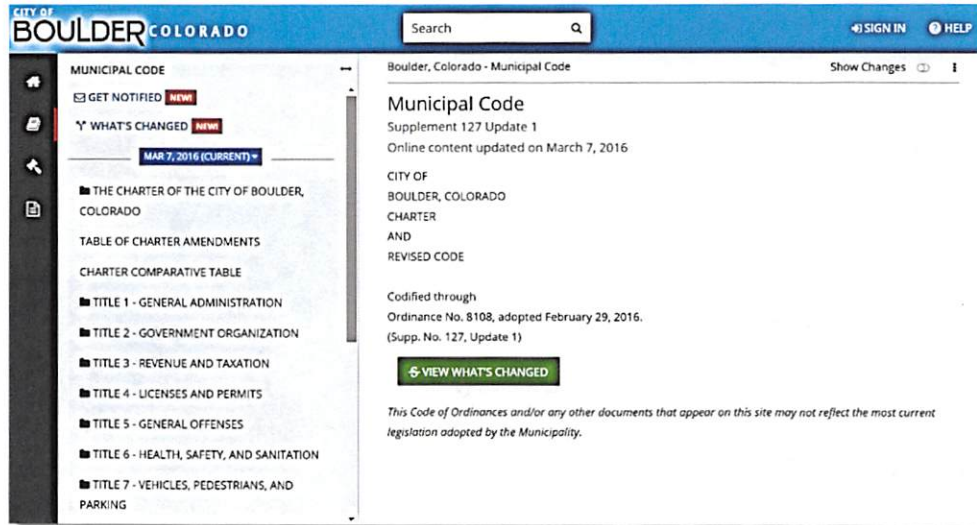 CITY OF
BOULDER COLORADO
Search
SIGN IN
HELP
MUNICIPAL CODE
GET NOTIFIED NEW!
WHAT'S CHANGED NEW!
MAR 7, 2016 (CURRENT)
THE CHARTER OF THE CITY OF BOULDER,
COLORADO
TABLE OF CHARTER AMENDMENTS
CHARTER COMPARATIVE TABLE
TITLE 1 - GENERAL ADMINISTRATION
TITLE 2 - GOVERNMENT ORGANIZATION
TITLE 3 - REVENUE AND TAXATION
TITLE 4 - LICENSES AND PERMITS
TITLE 5 - GENERAL OFFENSES
TITLE 6 - HEALTH, SAFETY, AND SANITATION
TITLE 7 - VEHICLES, PEDESTRIANS, AND
PARKING
Boulder, Colorado - Municipal Code
Show Changes
Municipal Code
Supplement 127 Update 1
Online content updated on March 7, 2016
CITY OF
BOULDER, COLORADO
CHARTER
AND
REVISED CODE
Codified through
Ordinance No. 8108, adopted February 29, 2016.
(Supp. No. 127, Update 1)
VIEW WHAT'S CHANGED
This Code of Ordinances and/or any other documents that appear on this site may not reflect the most current
legislation adopted by the Municipality.